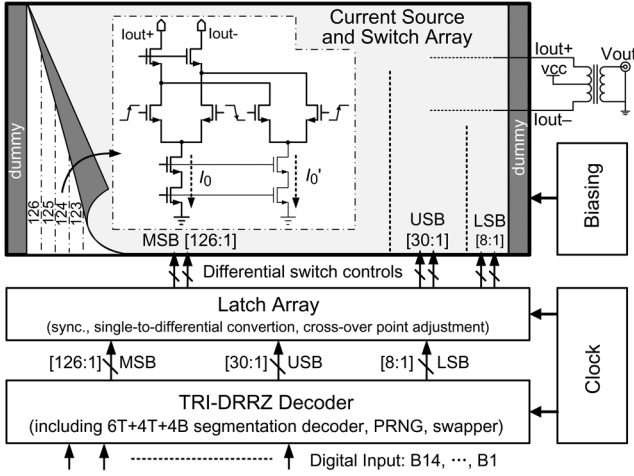 Iout+
Iout-
Current Source
and Switch Array
Iout+
Vout
VCC
Iout–
dummy
dummy
I0
I0'
126
125
124
123
MSB [126:1]
USB
[30:1]
LSB
[8:1]
Biasing
Differential switch controls
Latch Array
(sync., single-to-differential convertion, cross-over point adjustment)
Clock
[126:1] MSB
[30:1] USB
[8:1] LSB
TRI-DRRZ Decoder
(including 6T+4T+4B segmentation decoder, PRNG, swapper)
Digital Input: B14, ···, B1